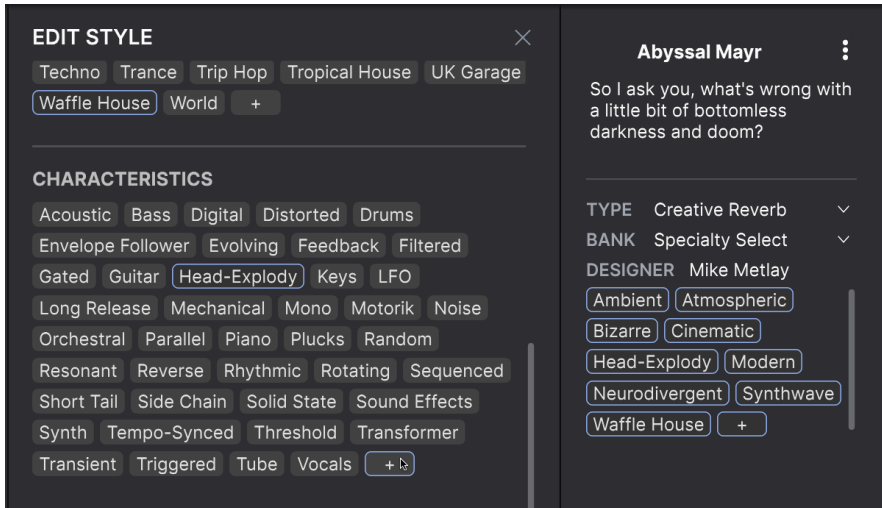 EDIT STYLE
Techno Trance Trip Hop Tropical House UK Garage
Waffle House World +
CHARACTERISTICS
Acoustic Bass Digital Distorted Drums
Envelope Follower Evolving Feedback Filtered
Gated Guitar Head-Explody Keys LFO
Long Release Mechanical Mono Motorik Noise
Orchestral Parallel Piano Plucks Random
Resonant Reverse Rhythmic Rotating Sequenced
Short Tail Side Chain Solid State Sound Effects
Synth Tempo-Synced Threshold Transformer
Transient Triggered Tube Vocals +
Abyssal Mayr
So I ask you, what's wrong with
a little bit of bottomless
darkness and doom?
TYPE Creative Reverb
BANK Specialty Select
DESIGNER Mike Metlay
Ambient Atmospheric
Bizarre Cinematic
Head-Explody Modern
Neurodivergent Synthwave
Waffle House +